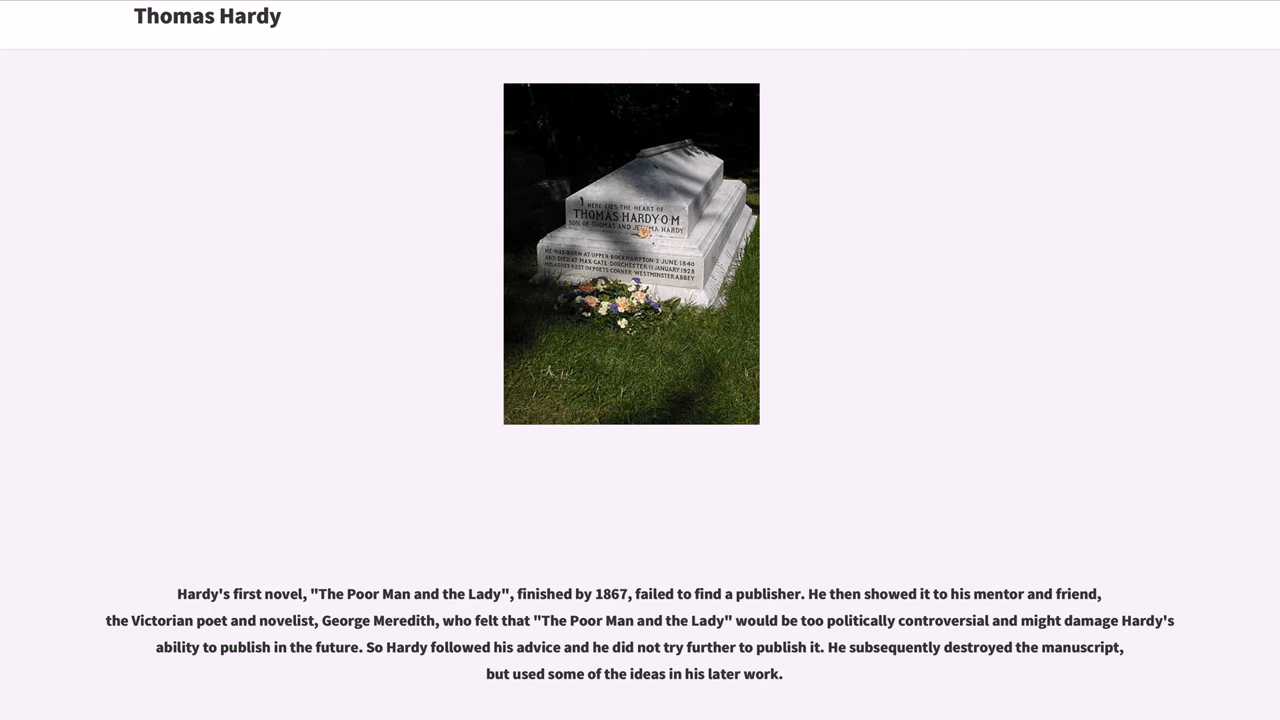 Thomas Hardy
HERE LIES THE HEART OF
THOMAS HARDY O M
SON OF THOMAS AND HARDY
HE WAS BORN AT UPPER BOCKHAMPTON 2 JUNE 1840
AND DIED AT MAX GATE DORCHESTER 11 JANUARY 1928
HIS ASHES REST IN POETS CORNER WESTMINSTER ABBEY
Hardy's first novel, "The Poor Man and the Lady", finished by 1867, failed to find a publisher. He then showed it to his mentor and friend,
the Victorian poet and novelist, George Meredith, who felt that "The Poor Man and the Lady" would be too politically controversial and might damage Hardy's
ability to publish in the future. So Hardy followed his advice and he did not try further to publish it. He subsequently destroyed the manuscript,
but used some of the ideas in his later work.